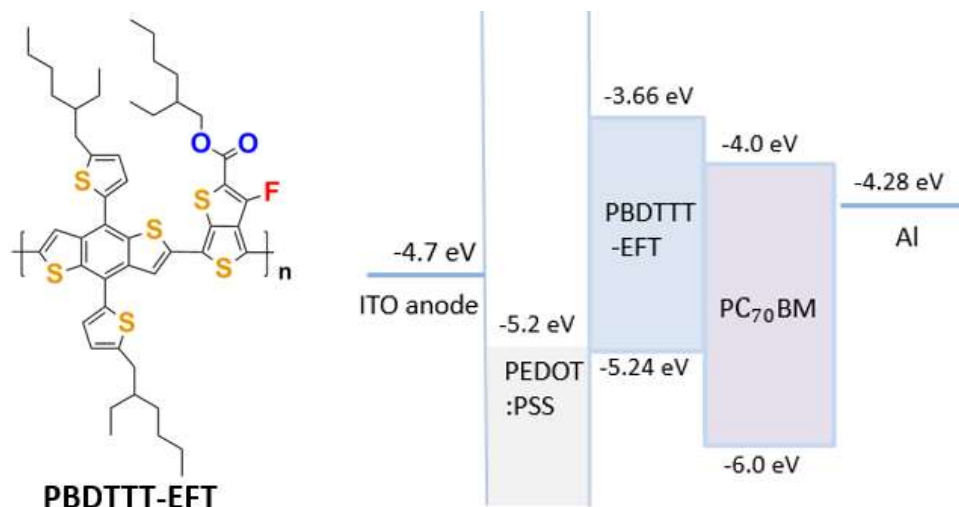 O
O
S
S
F
S
S
S
n
S
S
PBDTTT-EFT
-4.7 eV
ITO anode
-5.2 eV
PEDOT
:PSS
-3.66 eV
PBDTTT
-EFT
-5.24 eV
-4.0 eV
PC₇₀BM
-6.0 eV
-4.28 eV
Al